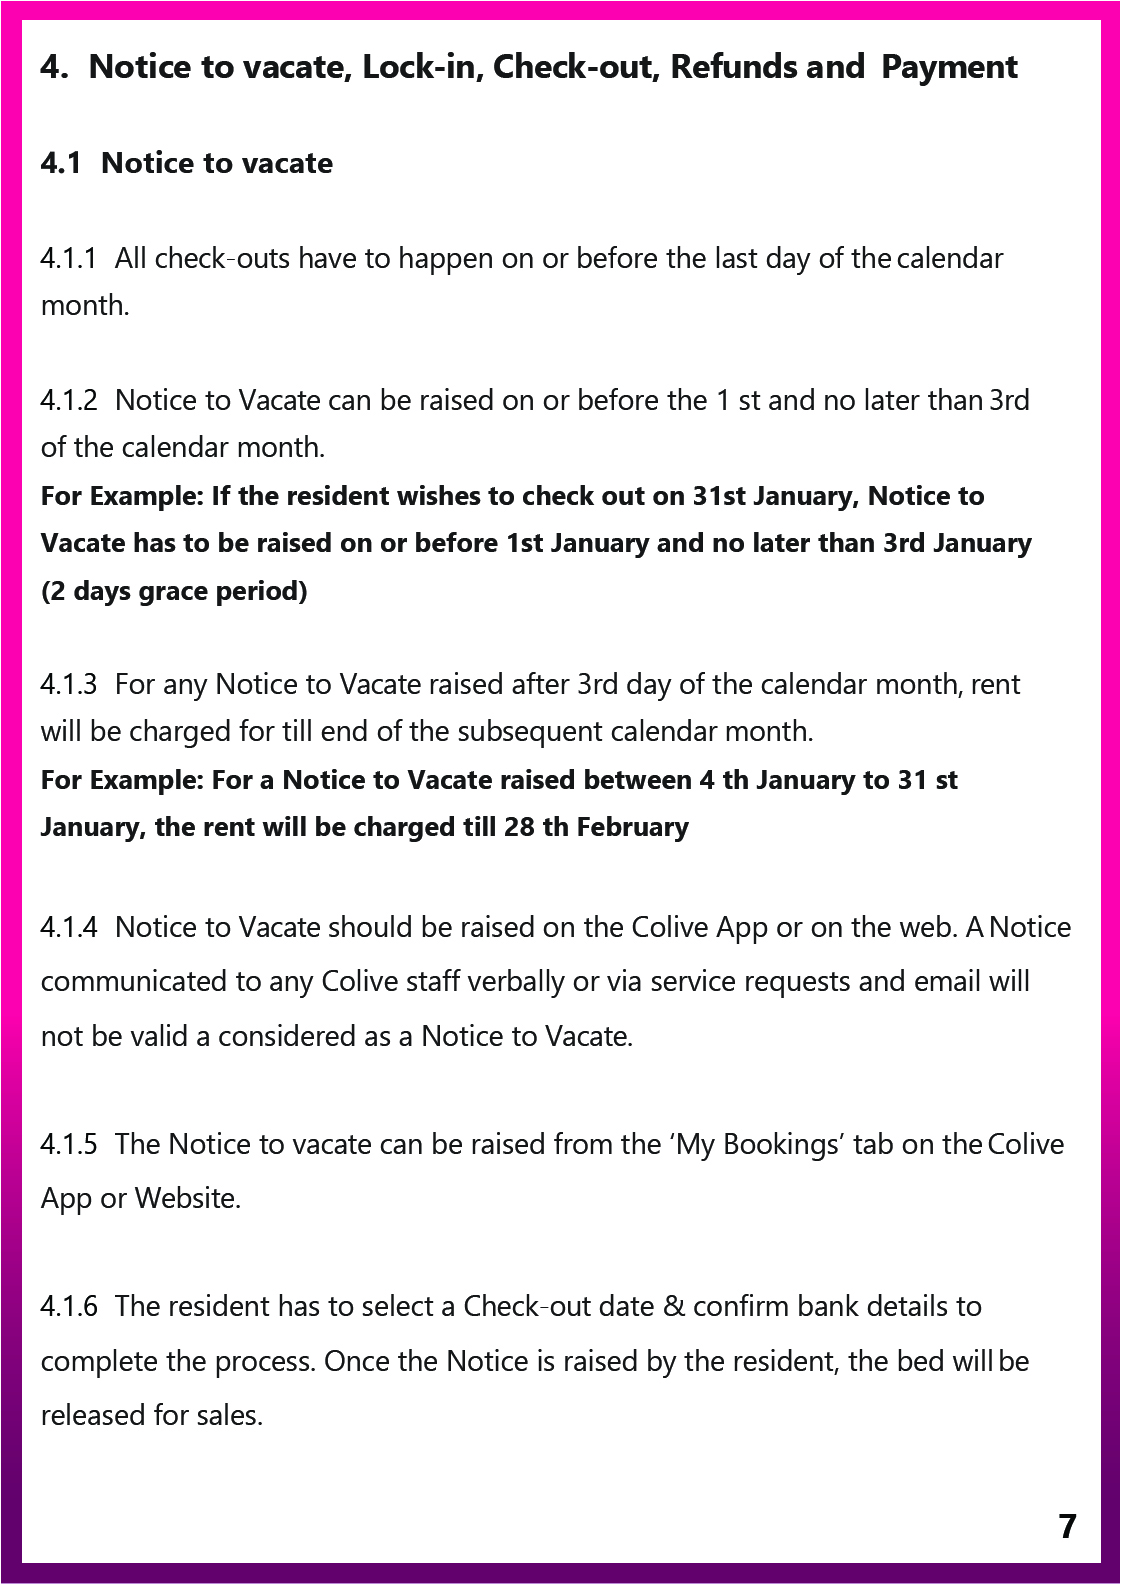 4. Notice to vacate, Lock-in, Check-out, Refunds and Payment
4.1 Notice to vacate
4.1.1 All check-outs have to happen on or before the last day of the calendar
month.
4.1.2 Notice to Vacate can be raised on or before the 1 st and no later than 3rd
of the calendar month.
For Example: If the resident wishes to check out on 31st January, Notice to
Vacate has to be raised on or before 1st January and no later than 3rd January
(2 days grace period)
4.1.3 For any Notice to Vacate raised after 3rd day of the calendar month, rent
will be charged for till end of the subsequent calendar month.
For Example: For a Notice to Vacate raised between 4 th January to 31 st
January, the rent will be charged till 28 th February
4.1.4 Notice to Vacate should be raised on the Colive App or on the web. A Notice
communicated to any Colive staff verbally or via service requests and email will
not be valid a considered as a Notice to Vacate.
4.1.5 The Notice to vacate can be raised from the ‘My Bookings’ tab on the Colive
App or Website.
4.1.6 The resident has to select a Check-out date & confirm bank details to
complete the process. Once the Notice is raised by the resident, the bed will be
released for sales.
7